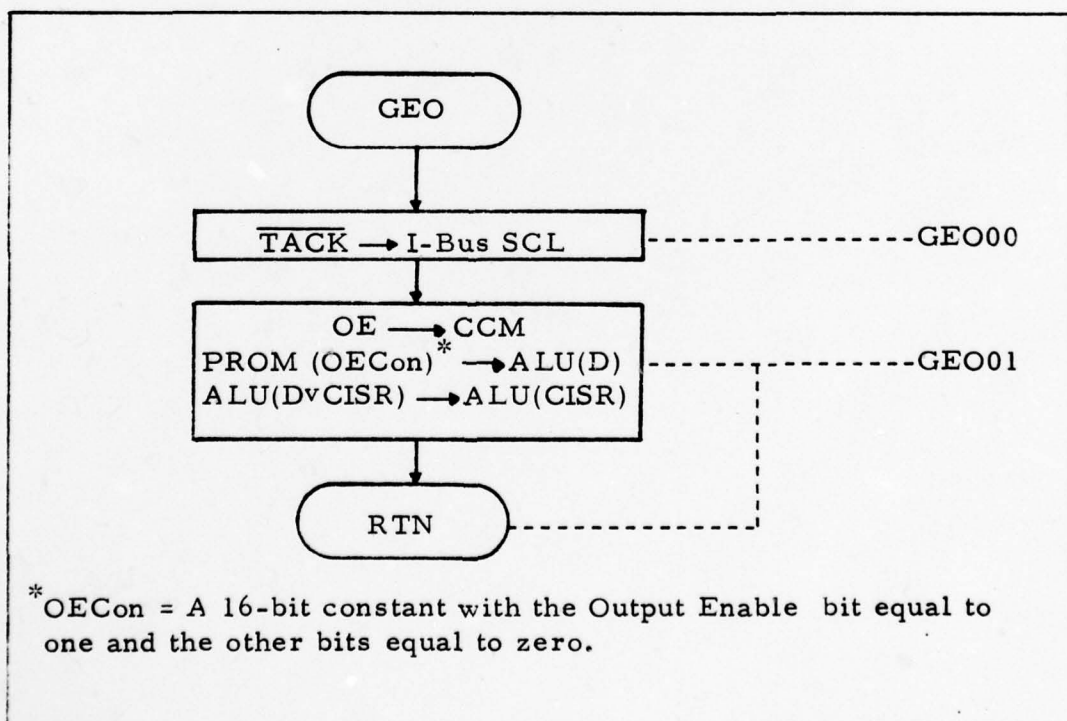 GEO
T̅A̅C̅K̅ → I-Bus SCL
GEO00
OE → CCM
PROM (OECon)* → ALU(D)
GEO01
ALU(DvCISR) → ALU(CISR)
RTN
*OECon = A 16-bit constant with the Output Enable bit equal to
one and the other bits equal to zero.